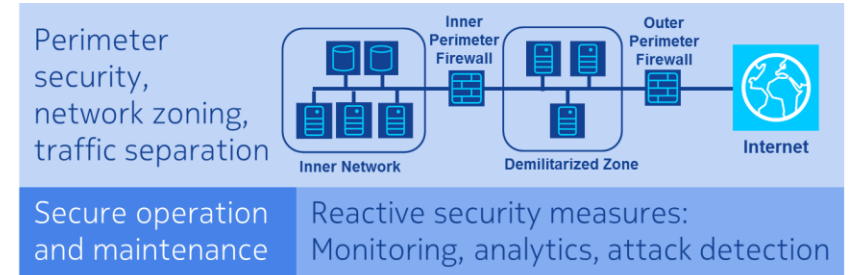 Perimeter
security,
network zoning,
traffic separation
Inner
Perimeter
Firewall
Outer
Perimeter
Firewall
Inner Network
Demilitarized Zone
Internet
Secure operation
and maintenance
Reactive security measures:
Monitoring, analytics, attack detection